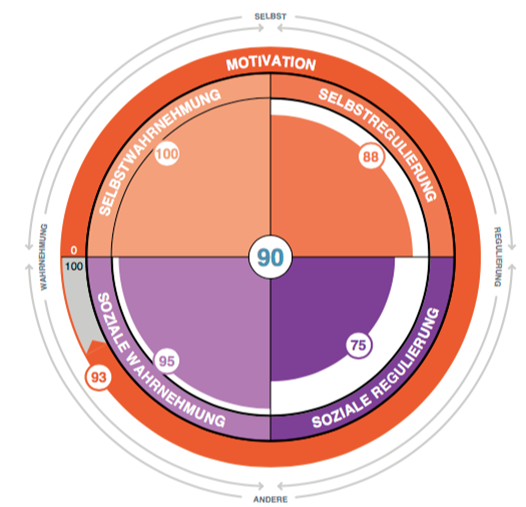 SELBST
MOTIVATION
SELBSTWAHRNEHMUNG
SELBSTREGULIERUNG
100
88
WAHRNEHMUNG
0
100
90
REGULIERUNG
SOZIALE WAHRNEHMUNG
SOZIALE REGULIERUNG
95
75
93
ANDERE